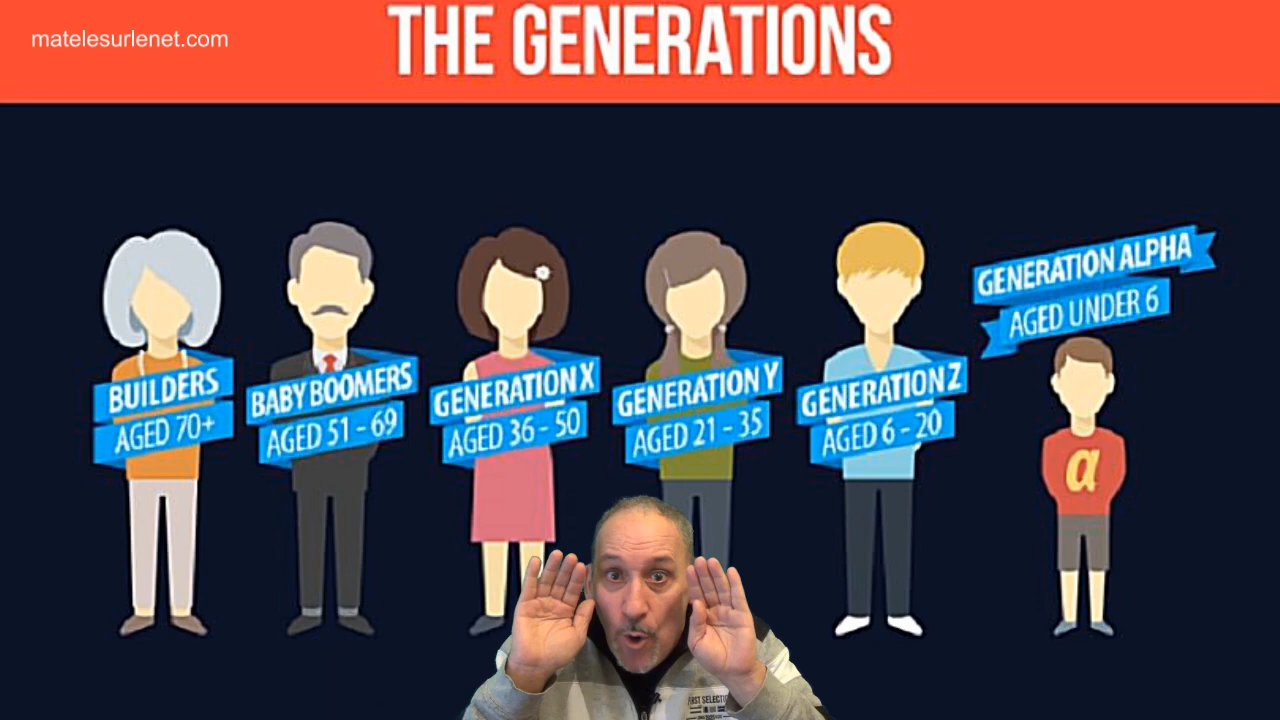 matelesurlenet.com
THE GENERATIONS
BUILDERS
AGED 70+
BABY BOOMERS
AGED 51 - 69
GENERATION X
AGED 36 - 50
GENERATION Y
AGED 21 - 35
GENERATION Z
AGED 6 - 20
GENERATION ALPHA
AGED UNDER 6
a
FIRST SELECTION